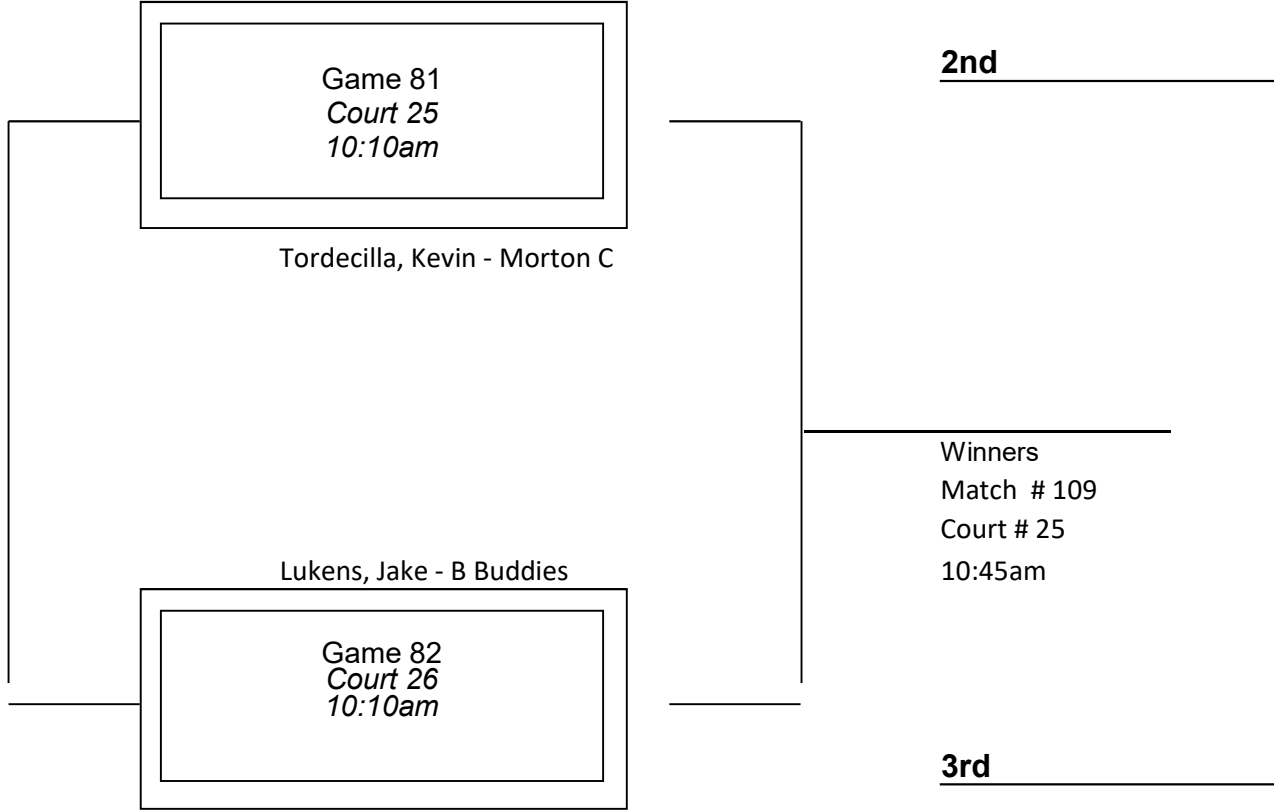 2nd
Game 81
Court 25
10:10am
Tordecilla, Kevin - Morton C
Winners
Match # 109
Court # 25
10:45am
Lukens, Jake - B Buddies
Game 82
Court 26
10:10am
3rd